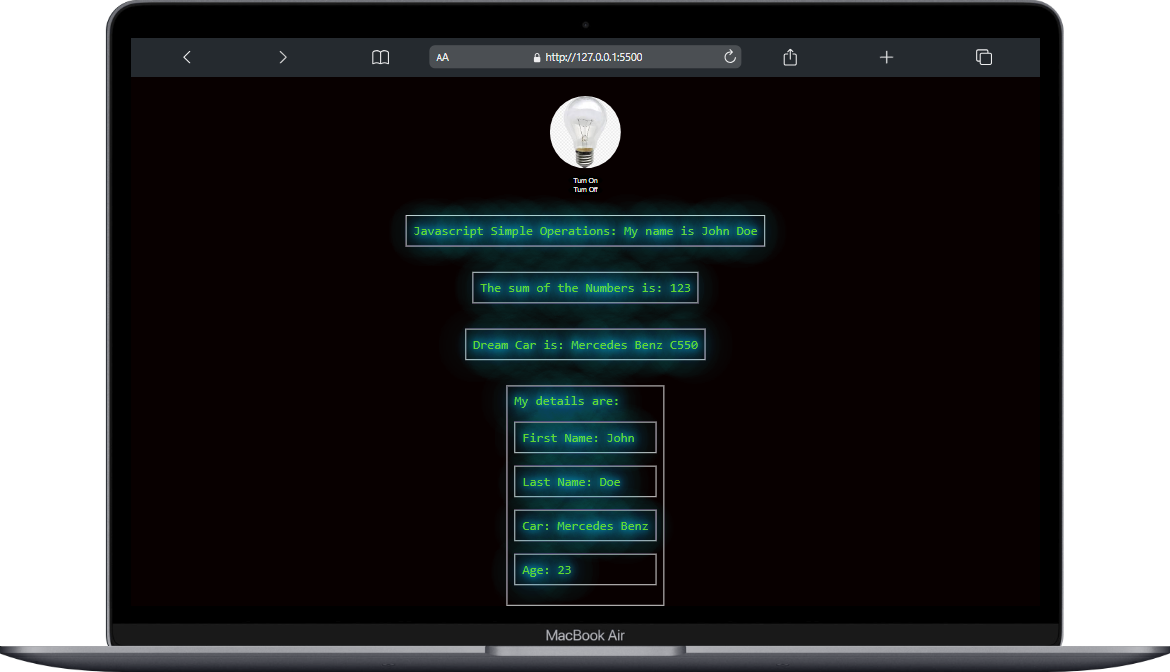 AA
http://127.0.0.1:5500
Turn On
Turn Off
Javascript Simple Operations: My name is John Doe
The sum of the Numbers is: 123
Dream Car is: Mercedes Benz C550
My details are:
First Name: John
Last Name: Doe
Car: Mercedes Benz
Age: 23
MacBook Air